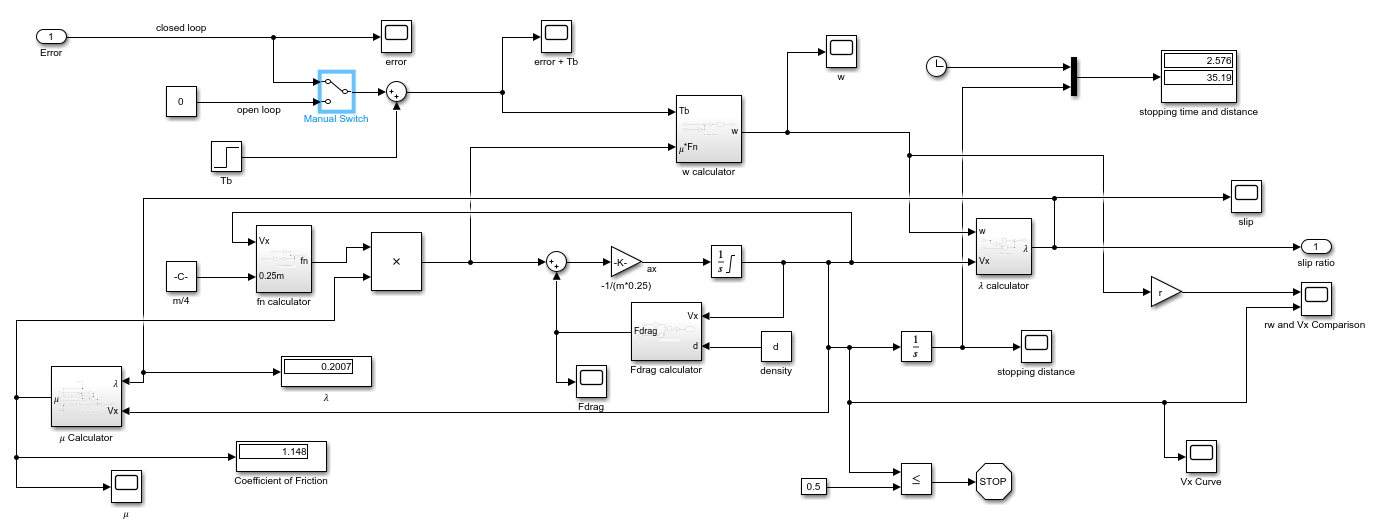 closed loop
1
Error
error
error + Tb
w
2.576
35.19
stopping time and distance
0
open loop
Manual Switch
+
+
Tb
Tb
μ*Fn
w
w calculator
slip
Vx
fn
0.25m
fn calculator
-C-
m/4
×
+
+
-K-
-1/(m*0.25)
ax
1
s
w
λ
Vx
λ calculator
1
slip ratio
r
rw and Vx Comparison
Vx
Fdrag
d
Fdrag calculator
d
density
1
s
stopping distance
Fdrag
0.2007
λ
λ
μ
Vx
μ Calculator
1.148
Coefficient of Friction
μ
0.5
≤
STOP
Vx Curve